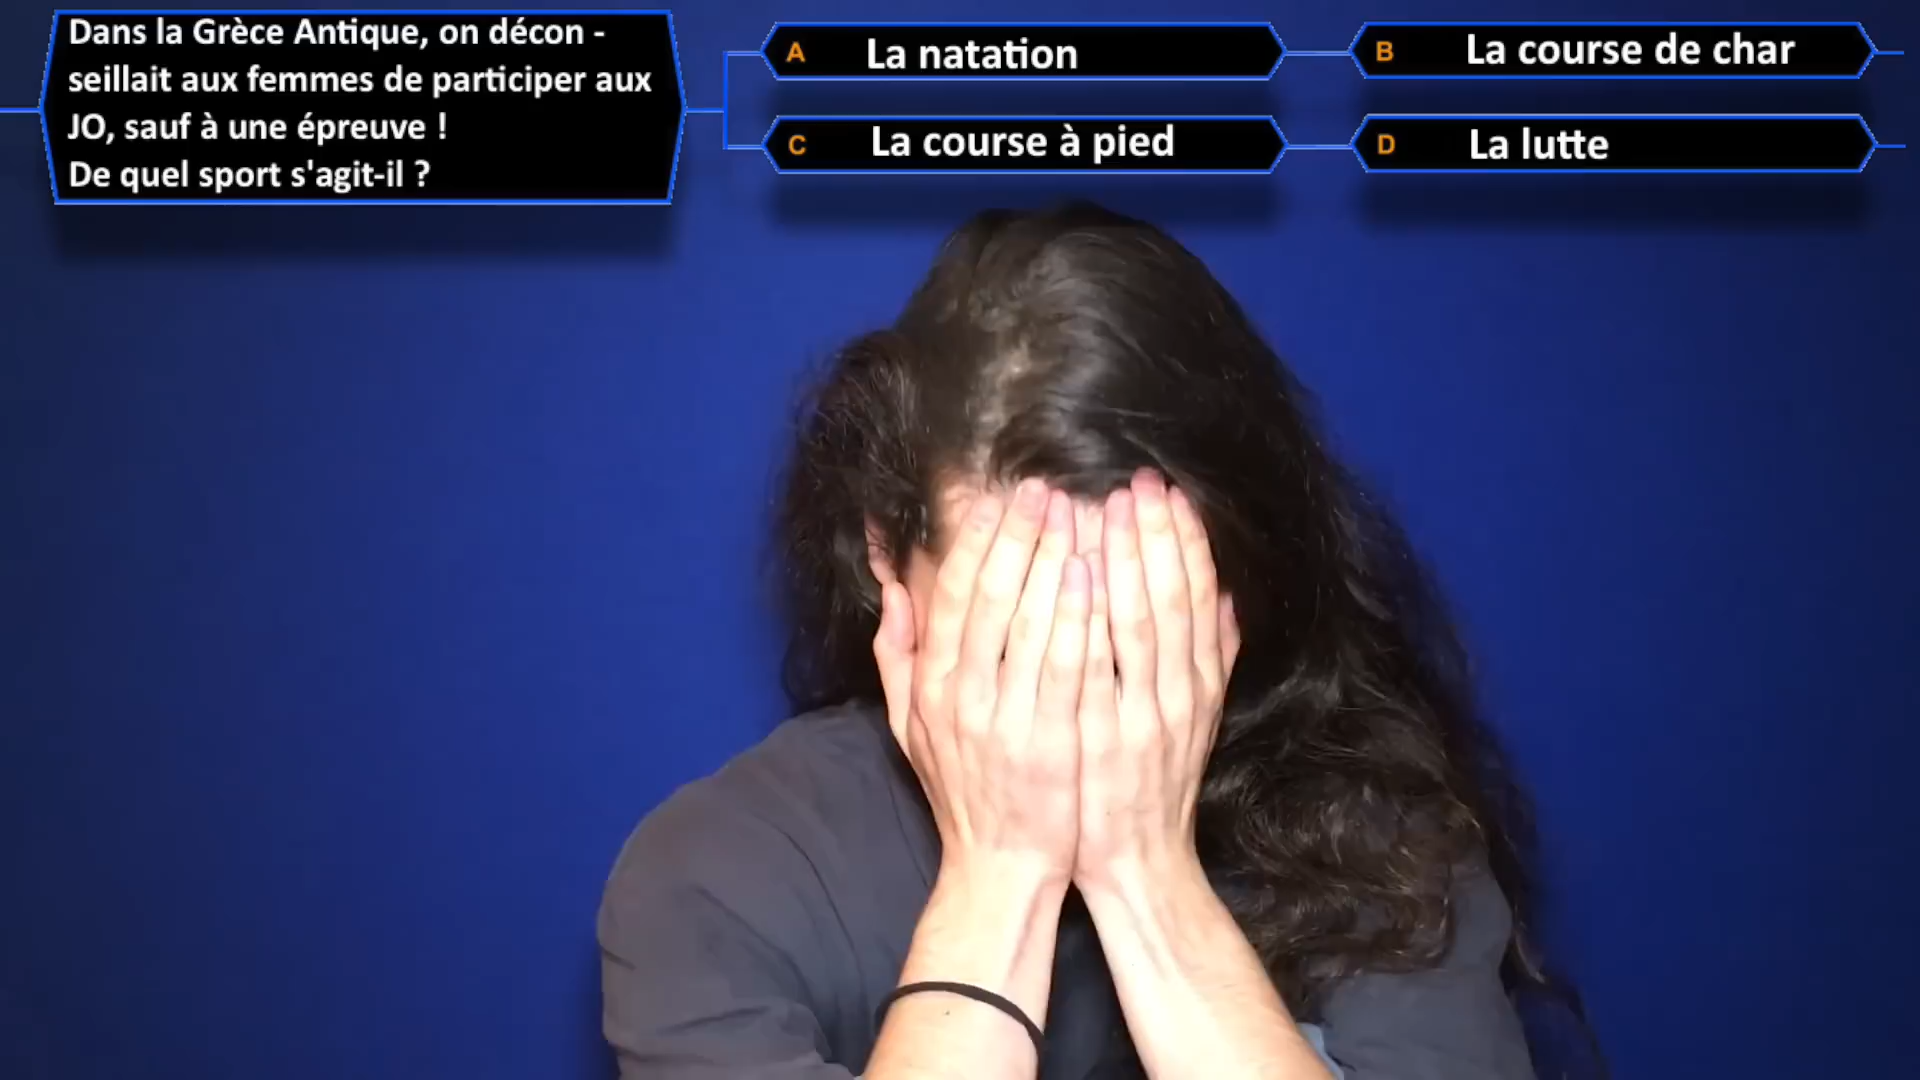 Dans la Grèce Antique, on décon -
seillait aux femmes de participer aux
JO, sauf à une épreuve !
De quel sport s'agit-il ?
A La natation
B La course de char
C La course à pied
D La lutte